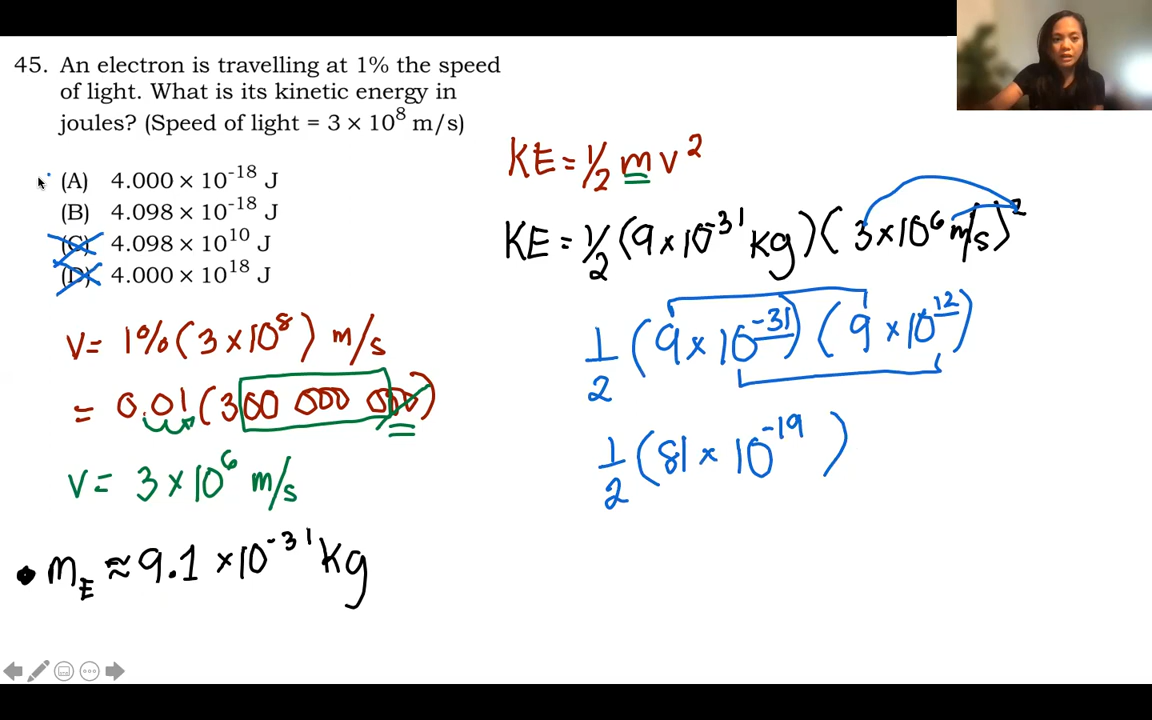 45. An electron is travelling at 1% the speed
of light. What is its kinetic energy in
joules? (Speed of light = 3 × 10⁸ m/s)
(A) 4.000 × 10⁻¹⁸ J
(B) 4.098 × 10⁻¹⁸ J
(C) 4.098 × 10¹⁰ J
(D) 4.000 × 10¹⁸ J
V= 1% (3×10⁸) m/s
= 0.01 (300 000 000)
V= 3×10⁶ m/s
• m_E ≈ 9.1 ×10⁻³¹ kg
KE = 1/2 m v²
KE = 1/2 (9×10⁻³¹ kg) (3×10⁶ m/s)²
1/2 (9×10⁻³¹) (9×10¹²)
1/2 (81×10⁻¹⁹)